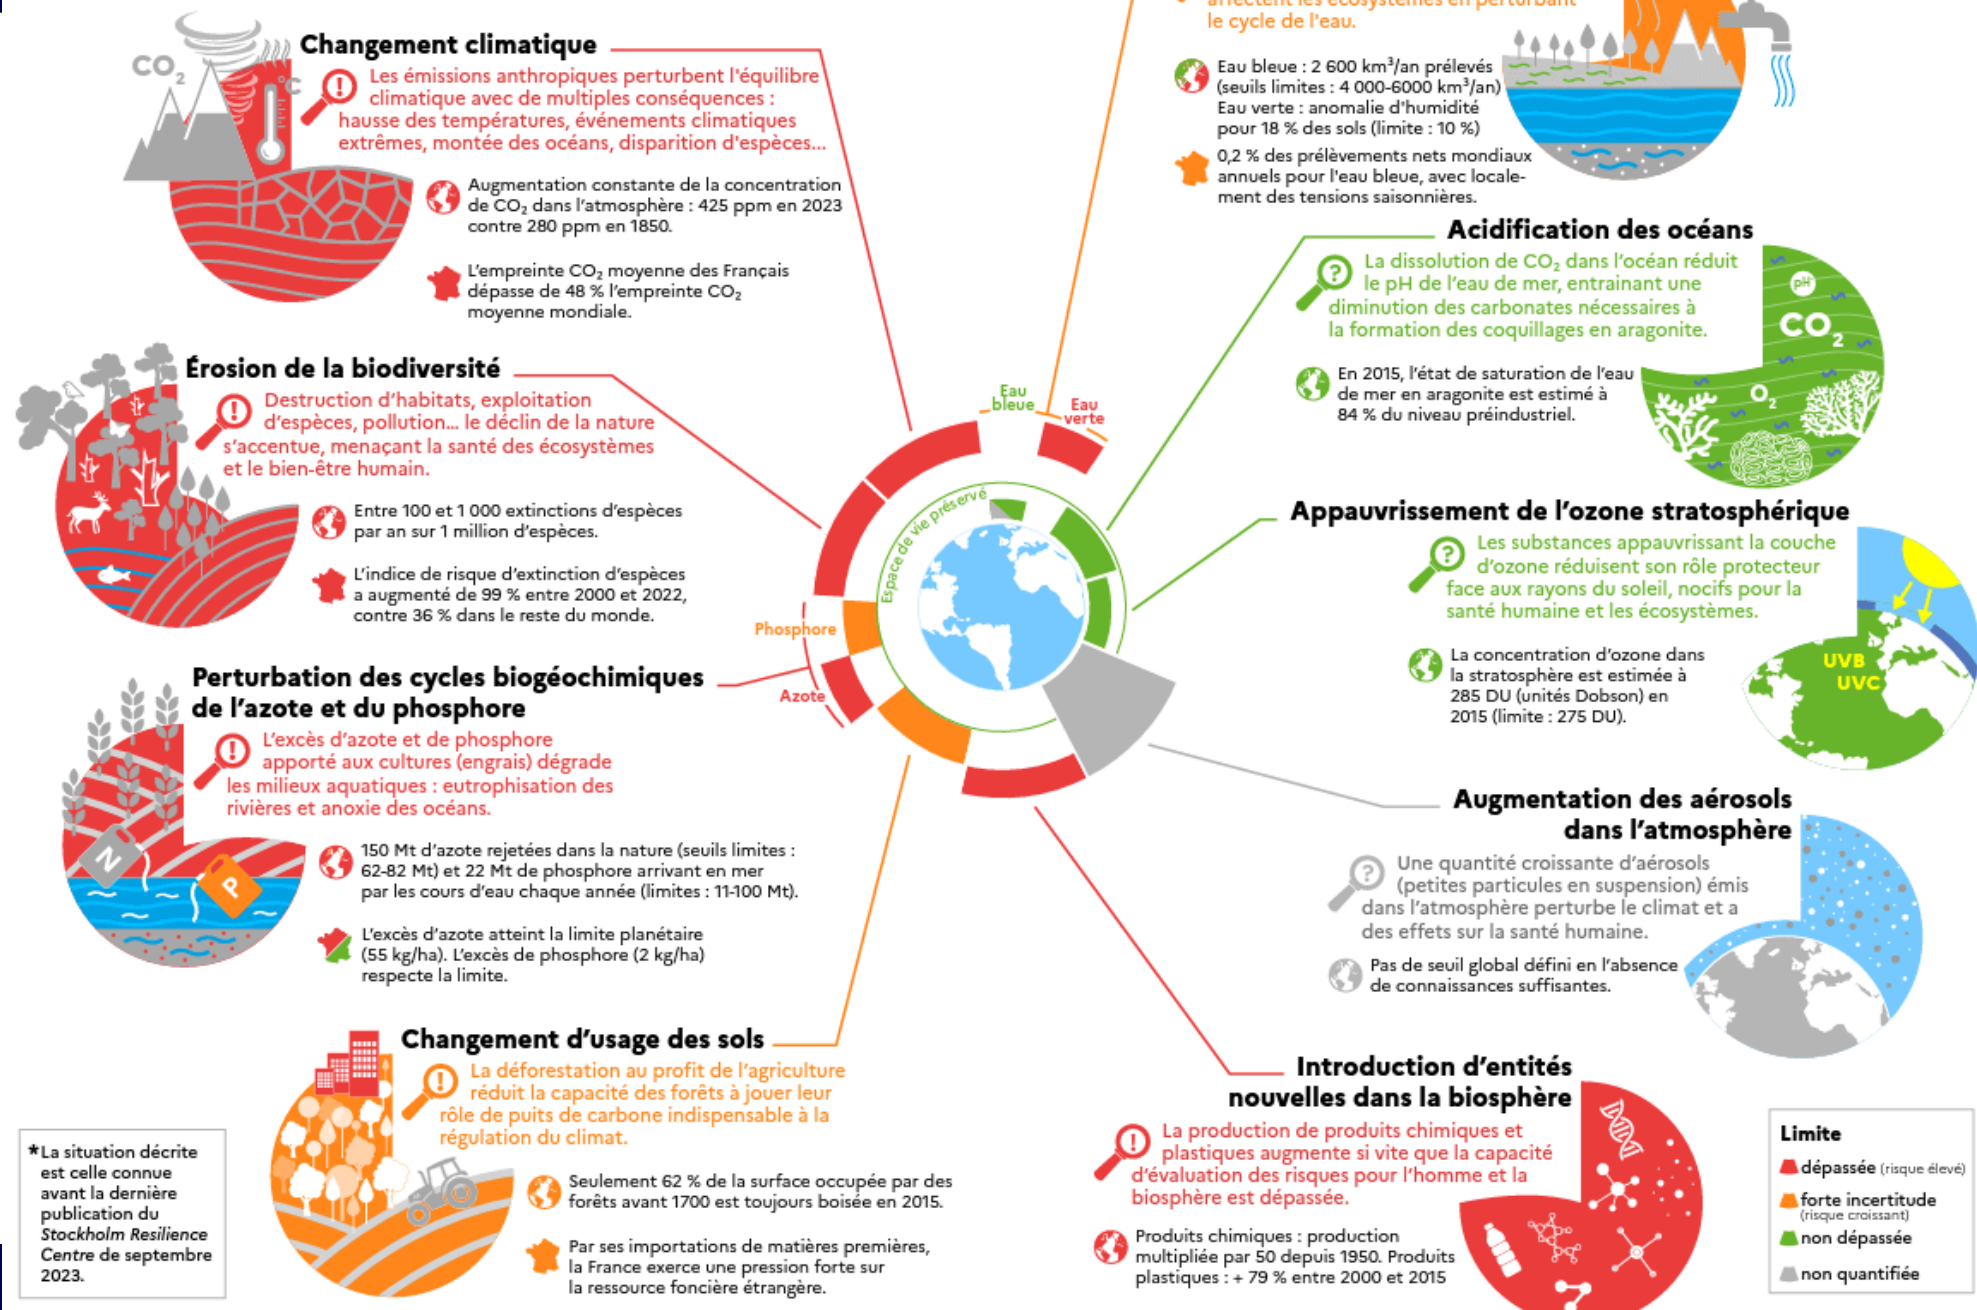 CO₂
°C
Changement climatique
Les émissions anthropiques perturbent l'équilibre
climatique avec de multiples conséquences :
hausse des températures, événements climatiques
extrêmes, montée des océans, disparition d'espèces...
Augmentation constante de la concentration
de CO₂ dans l'atmosphère : 425 ppm en 2023
contre 280 ppm en 1850.
L'empreinte CO₂ moyenne des Français
dépasse de 48 % l'empreinte CO₂
moyenne mondiale.
Érosion de la biodiversité
Destruction d'habitats, exploitation
d'espèces, pollution... le déclin de la nature
s'accentue, menaçant la santé des écosystèmes
et le bien-être humain.
Entre 100 et 1 000 extinctions d'espèces
par an sur 1 million d'espèces.
L'indice de risque d'extinction d'espèces
a augmenté de 99 % entre 2000 et 2022,
contre 36 % dans le reste du monde.
Perturbation des cycles biogéochimiques
de l'azote et du phosphore
L'excès d'azote et de phosphore
apporté aux cultures (engrais) dégrade
les milieux aquatiques : eutrophisation des
rivières et anoxie des océans.
N
P
150 Mt d'azote rejetées dans la nature (seuils limites :
62-82 Mt) et 22 Mt de phosphore arrivant en mer
par les cours d'eau chaque année (limites : 11-100 Mt).
L'excès d'azote atteint la limite planétaire
(55 kg/ha). L'excès de phosphore (2 kg/ha)
respecte la limite.
Changement d'usage des sols
La déforestation au profit de l'agriculture
réduit la capacité des forêts à jouer leur
rôle de puits de carbone indispensable à la
régulation du climat.
Seulement 62 % de la surface occupée par des
forêts avant 1700 est toujours boisée en 2015.
Par ses importations de matières premières,
la France exerce une pression forte sur
la ressource foncière étrangère.
*La situation décrite
est celle connue
avant la dernière
publication du
Stockholm Resilience
Centre de septembre
2023.
Eau
bleue
Eau
verte
Espace de vie préservé
Phosphore
Azote
affectent les écosystèmes en perturbant
le cycle de l'eau.
Eau bleue : 2 600 km³/an prélevés
(seuils limites : 4 000-6000 km³/an)
Eau verte : anomalie d'humidité
pour 18 % des sols (limite : 10 %)
0,2 % des prélèvements nets mondiaux
annuels pour l'eau bleue, avec locale-
ment des tensions saisonnières.
Acidification des océans
La dissolution de CO₂ dans l'océan réduit
le pH de l'eau de mer, entrainant une
diminution des carbonates nécessaires à
la formation des coquillages en aragonite.
pH
CO₂
O₂
En 2015, l'état de saturation de l'eau
de mer en aragonite est estimé à
84 % du niveau préindustriel.
Appauvrissement de l'ozone stratosphérique
Les substances appauvrissant la couche
d'ozone réduisent son rôle protecteur
face aux rayons du soleil, nocifs pour la
santé humaine et les écosystèmes.
La concentration d'ozone dans
la stratosphère est estimée à
285 DU (unités Dobson) en
2015 (limite : 275 DU).
UVB
UVC
Augmentation des aérosols
dans l'atmosphère
Une quantité croissante d'aérosols
(petites particules en suspension) émis
dans l'atmosphère perturbe le climat et a
des effets sur la santé humaine.
Pas de seuil global défini en l'absence
de connaissances suffisantes.
Introduction d'entités
nouvelles dans la biosphère
La production de produits chimiques et
plastiques augmente si vite que la capacité
d'évaluation des risques pour l'homme et la
biosphère est dépassée.
Produits chimiques : production
multipliée par 50 depuis 1950. Produits
plastiques : + 79 % entre 2000 et 2015
Limite
dépassée (risque élevé)
forte incertitude
(risque croissant)
non dépassée
non quantifiée